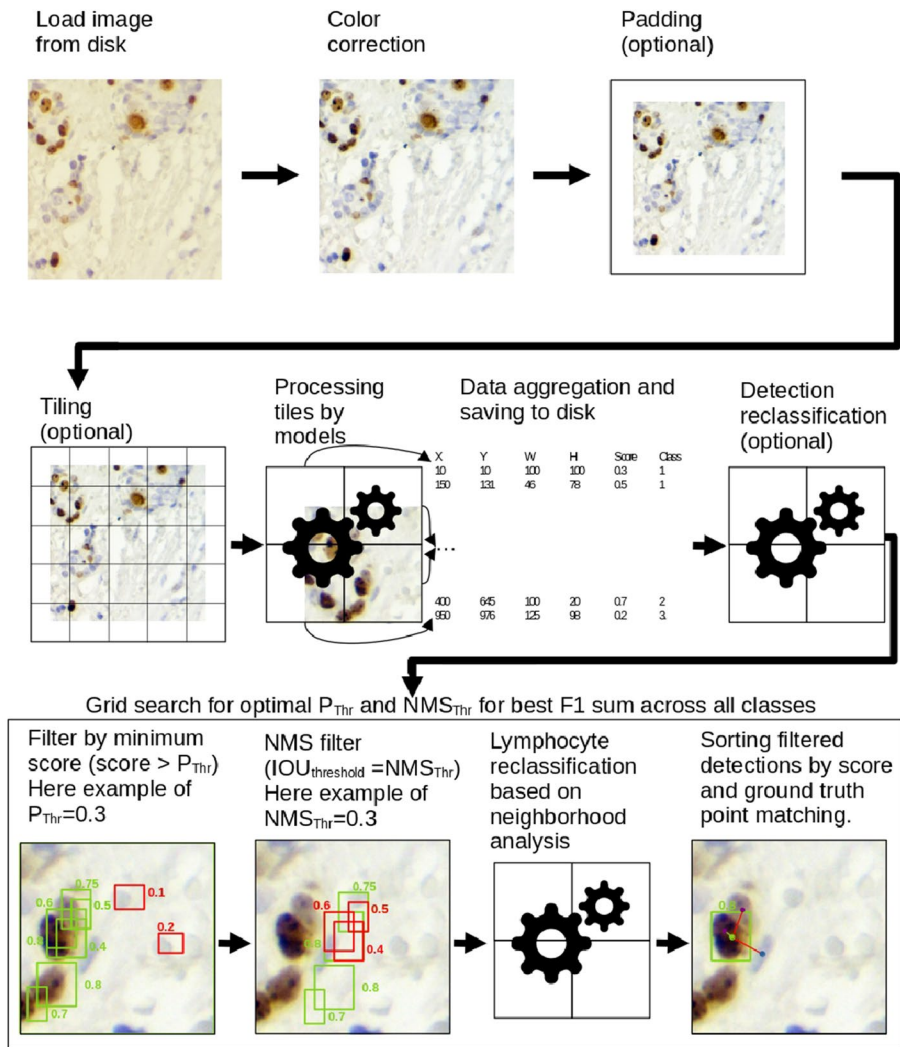 Load image
from disk
Color
correction
Padding
(optional)
Tiling
(optional)
Processing
tiles by
models
Data aggregation and
saving to disk
Detection
reclassification
(optional)
X Y W H Score Class
10 10 100 100 0.3 1
150 131 46 78 0.5 1
...
400 645 100 20 0.7 2
950 976 125 98 0.2 3.
Grid search for optimal P_Thr and NMS_Thr for best F1 sum across all classes
Filter by minimum
score (score > P_Thr)
Here example of
P_Thr=0.3
NMS filter
(IOU_threshold =NMS_Thr)
Here example of
NMS_Thr=0.3
Lymphocyte
reclassification
based on
neighborhood
analysis
Sorting filtered
detections by score
and ground truth
point matching.
0.75
0.1
0.6
0.5
0.2
0.8
0.4
0.8
0.7
0.75
0.6
0.5
0.8
0.4
0.8
0.7
0.8